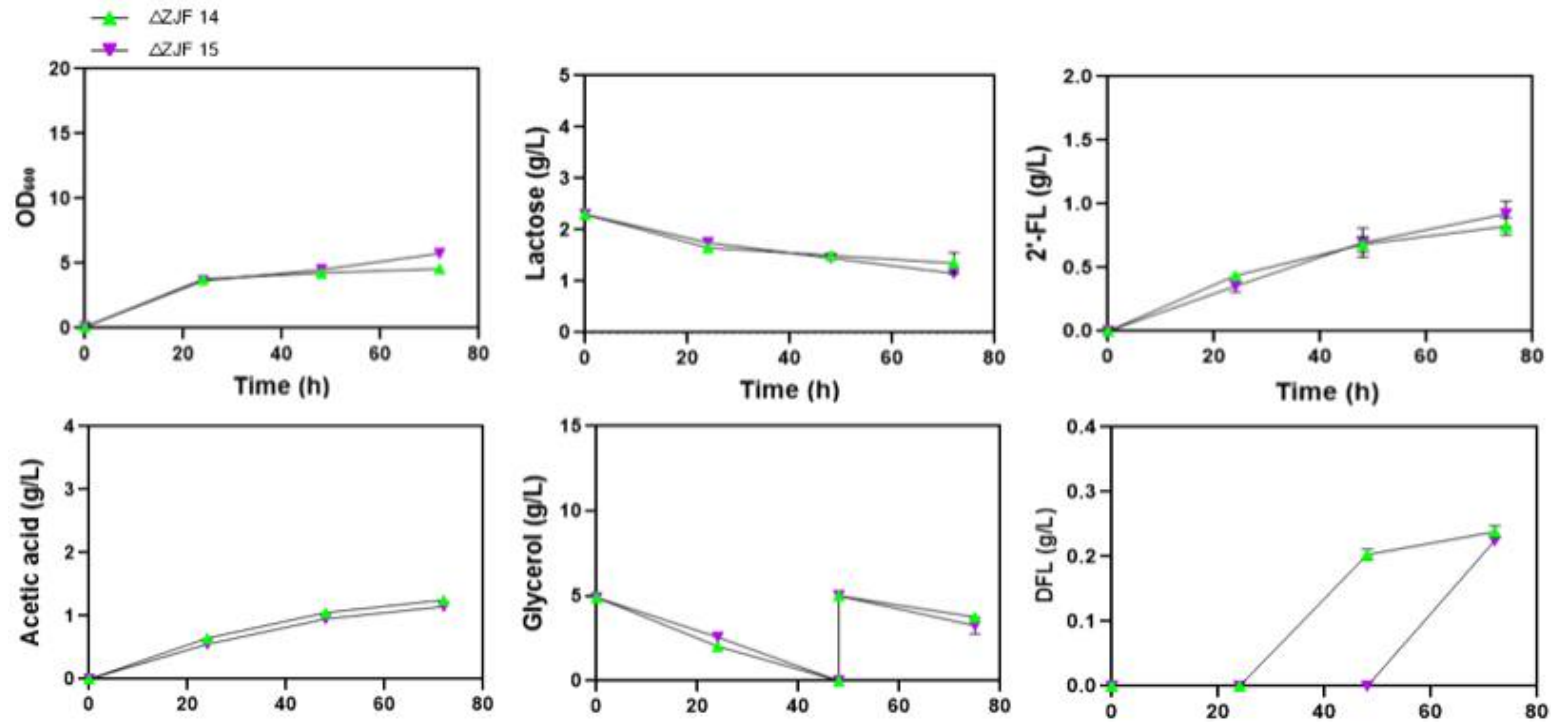 △ZJF 14
△ZJF 15
OD₆₀₀
20
15
10
5
0
0 20 40 60 80
Time (h)
Lactose (g/L)
5
4
3
2
1
0
0 20 40 60 80
Time (h)
2'-FL (g/L)
2.0
1.5
1.0
0.5
0.0
0 20 40 60 80
Time (h)
Acetic acid (g/L)
4
3
2
1
0
0 20 40 60 80
Glycerol (g/L)
15
10
5
0
0 20 40 60 80
DFL (g/L)
0.4
0.3
0.2
0.1
0.0
0 20 40 60 80